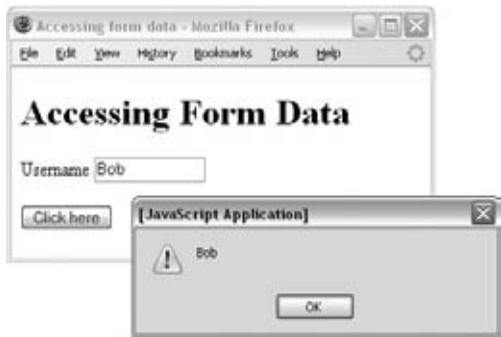 Accessing form data - Mozilla Firefox
File Edit View History Bookmarks Tools Help
Accessing Form Data
Username Bob
Click here
[JavaScript Application]
Bob
OK